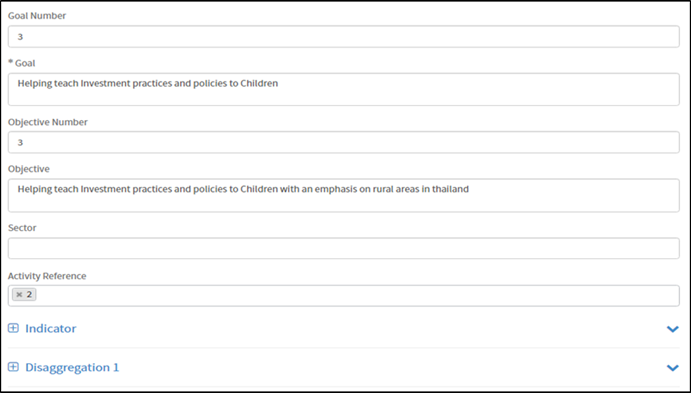 Goal Number
3
* Goal
Helping teach Investment practices and policies to Children
Objective Number
3
Objective
Helping teach Investment practices and policies to Children with an emphasis on rural areas in thailand
Sector
Activity Reference
2
Indicator
Disaggregation 1